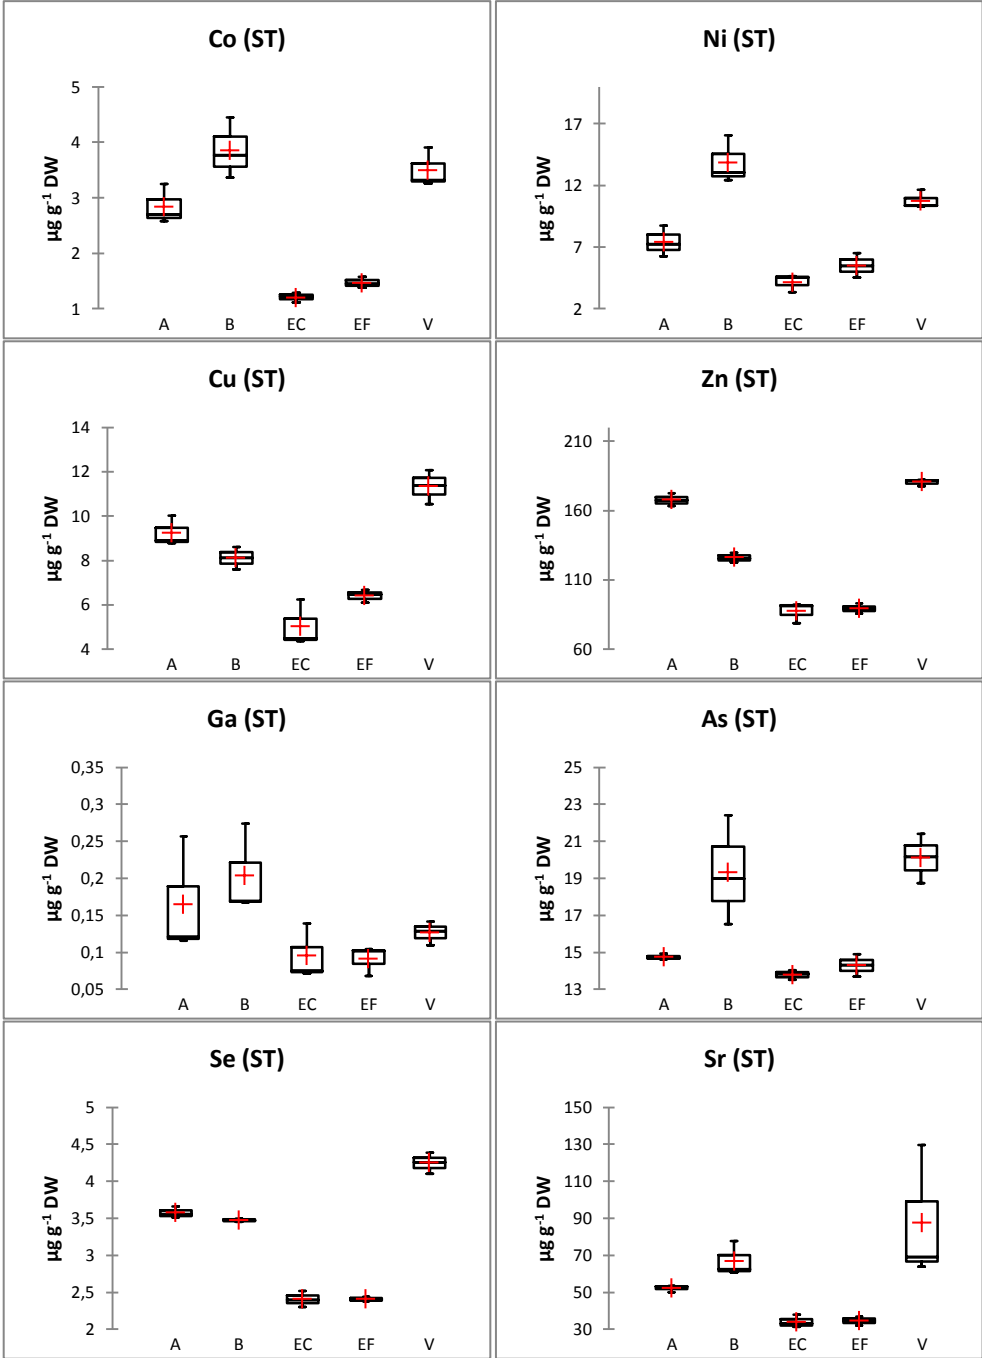 Co (ST)
µg g⁻¹ DW
5
4
3
2
1
A B EC EF V
Ni (ST)
µg g⁻¹ DW
17
12
7
2
A B EC EF V
Cu (ST)
µg g⁻¹ DW
14
12
10
8
6
4
A B EC EF V
Zn (ST)
µg g⁻¹ DW
210
160
110
60
A B EC EF V
Ga (ST)
µg g⁻¹ DW
0,35
0,3
0,25
0,2
0,15
0,1
0,05
A B EC EF V
As (ST)
µg g⁻¹ DW
25
23
21
19
17
15
13
A B EC EF V
Se (ST)
µg g⁻¹ DW
5
4,5
4
3,5
3
2,5
2
A B EC EF V
Sr (ST)
µg g⁻¹ DW
150
130
110
90
70
50
30
A B EC EF V